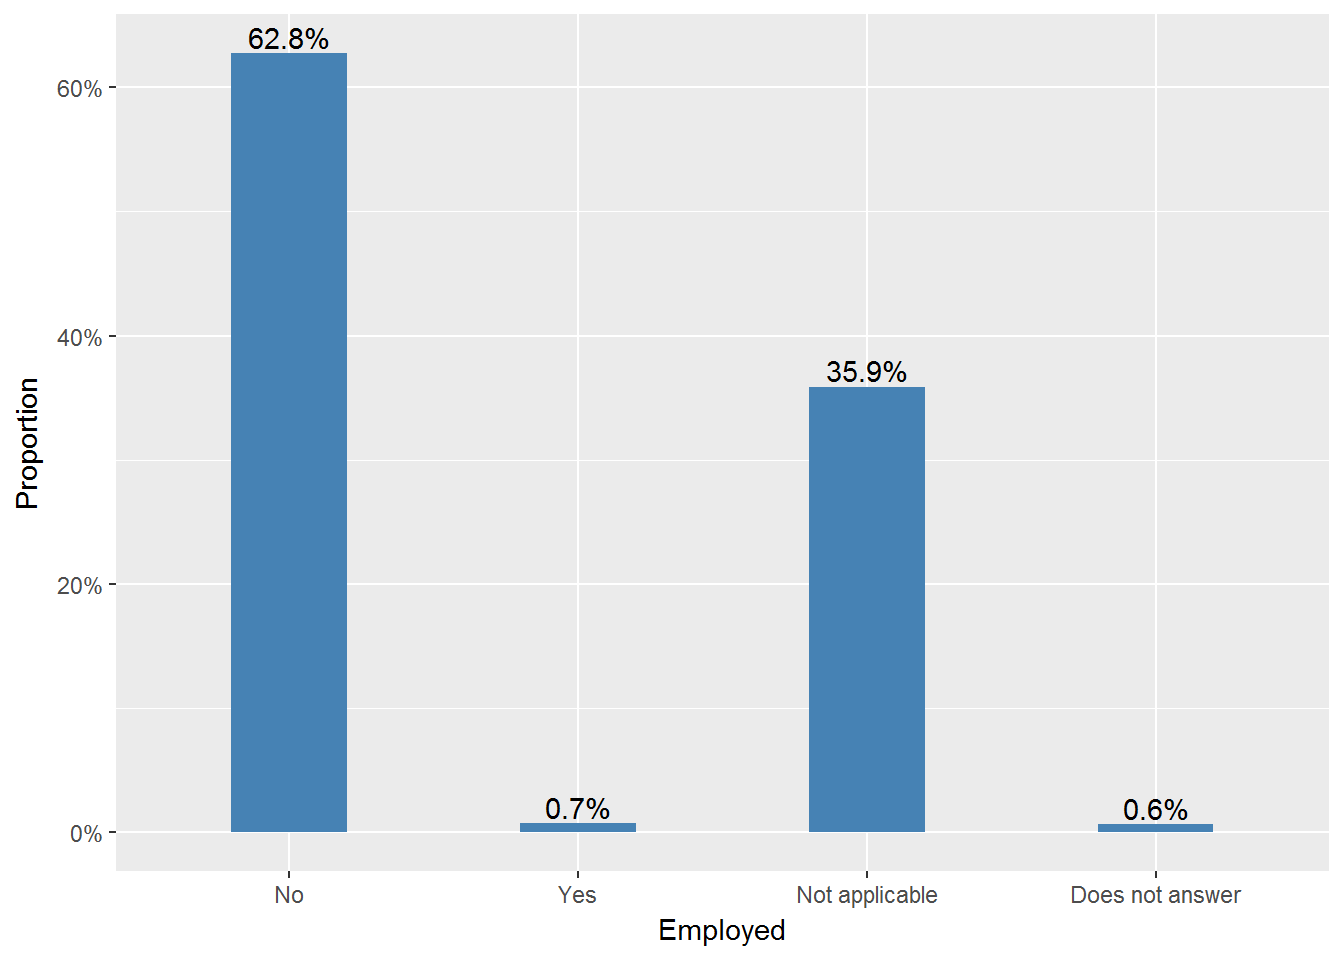 62.8%
60%
40%
35.9%
20%
0.7%
0.6%
0%
No
Yes
Not applicable
Does not answer
Employed
Proportion